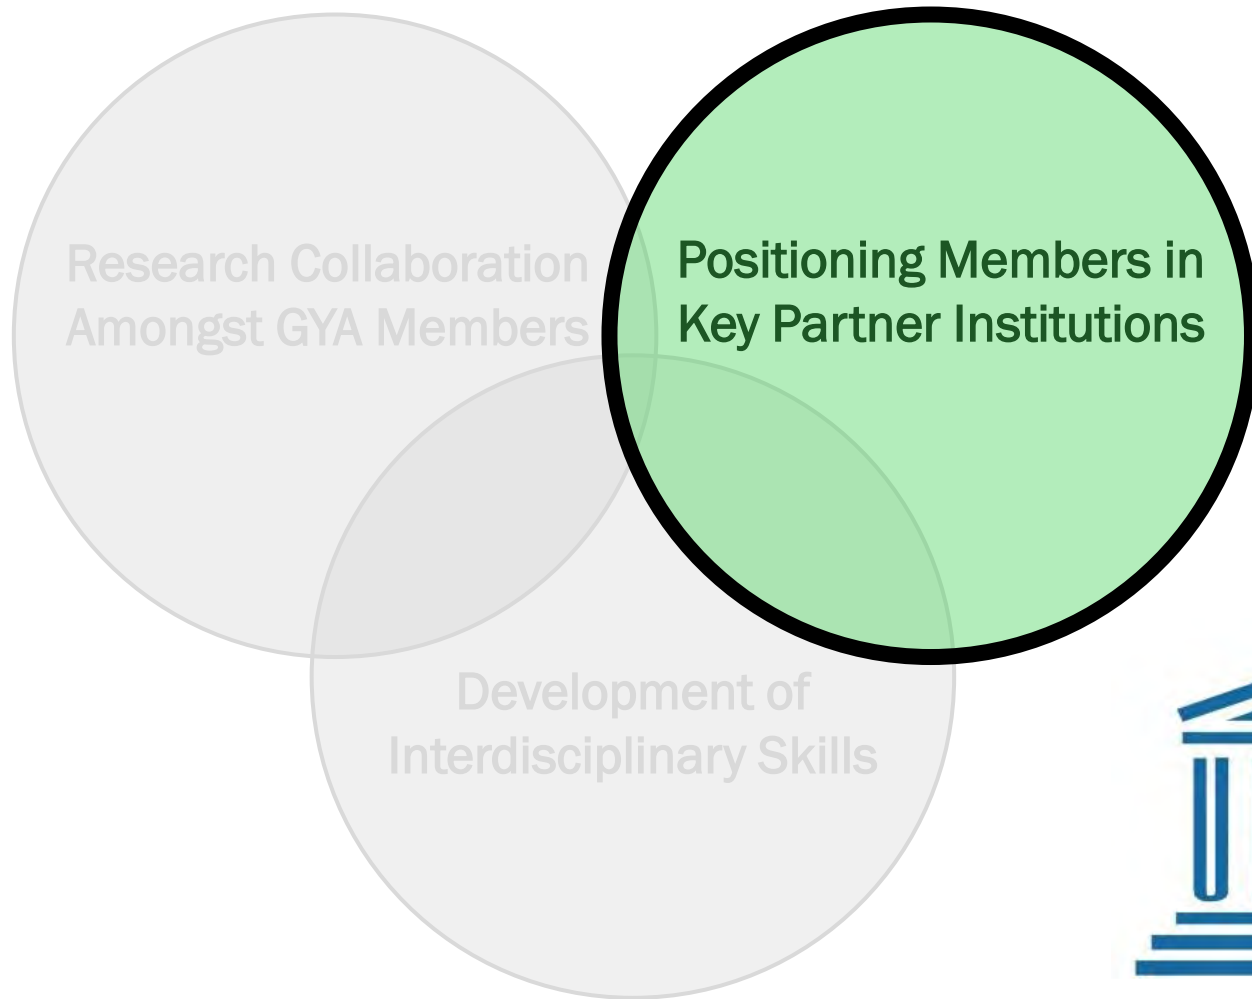 Research Collaboration
Amongst GYA Members
Positioning Members in
Key Partner Institutions
Development of
Interdisciplinary Skills